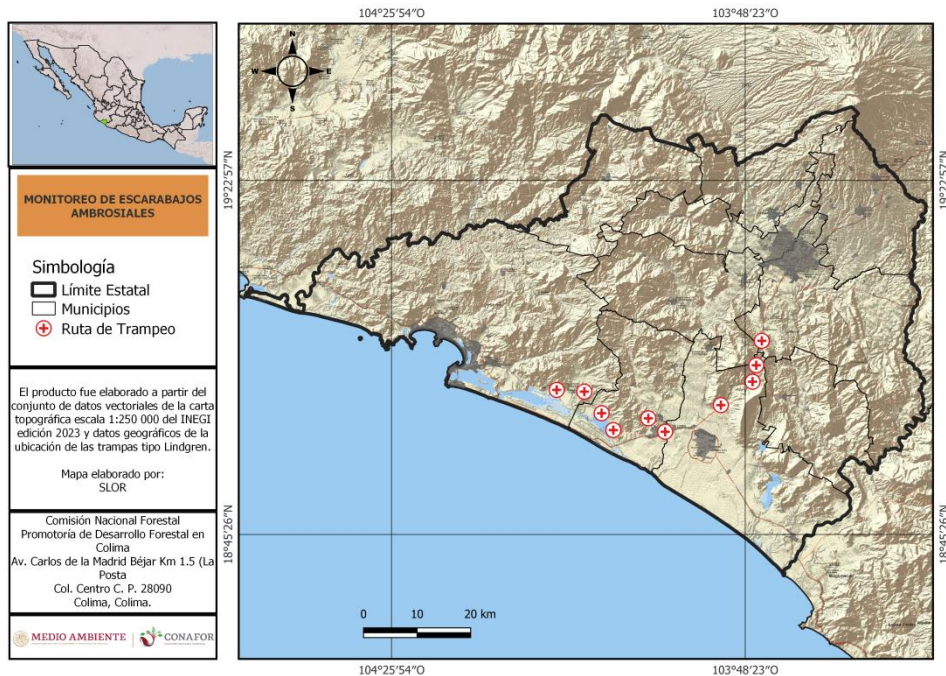 MONITOREO DE ESCARABAJOS
AMBROSIALES
Simbología
Límite Estatal
Municipios
Ruta de Trampeo
El producto fue elaborado a partir del
conjunto de datos vectoriales de la carta
topográfica escala 1:250 000 del INEGI
edición 2023 y datos geográficos de la
ubicación de las trampas tipo Lindgren.
Mapa elaborado por:
SLOR
Comisión Nacional Forestal
Promotoría de Desarrollo Forestal en
Colima
Av. Carlos de la Madrid Béjar Km 1.5 (La
Posta
Col. Centro C. P. 28090
Colima, Colima.
MEDIO AMBIENTE
CONAFOR
104°25′54″O
103°48′23″O
N
W
E
S
19°22′57″N
19°22′57″N
18°45′26″N
18°45′26″N
0 10 20 km
104°25′54″O
103°48′23″O